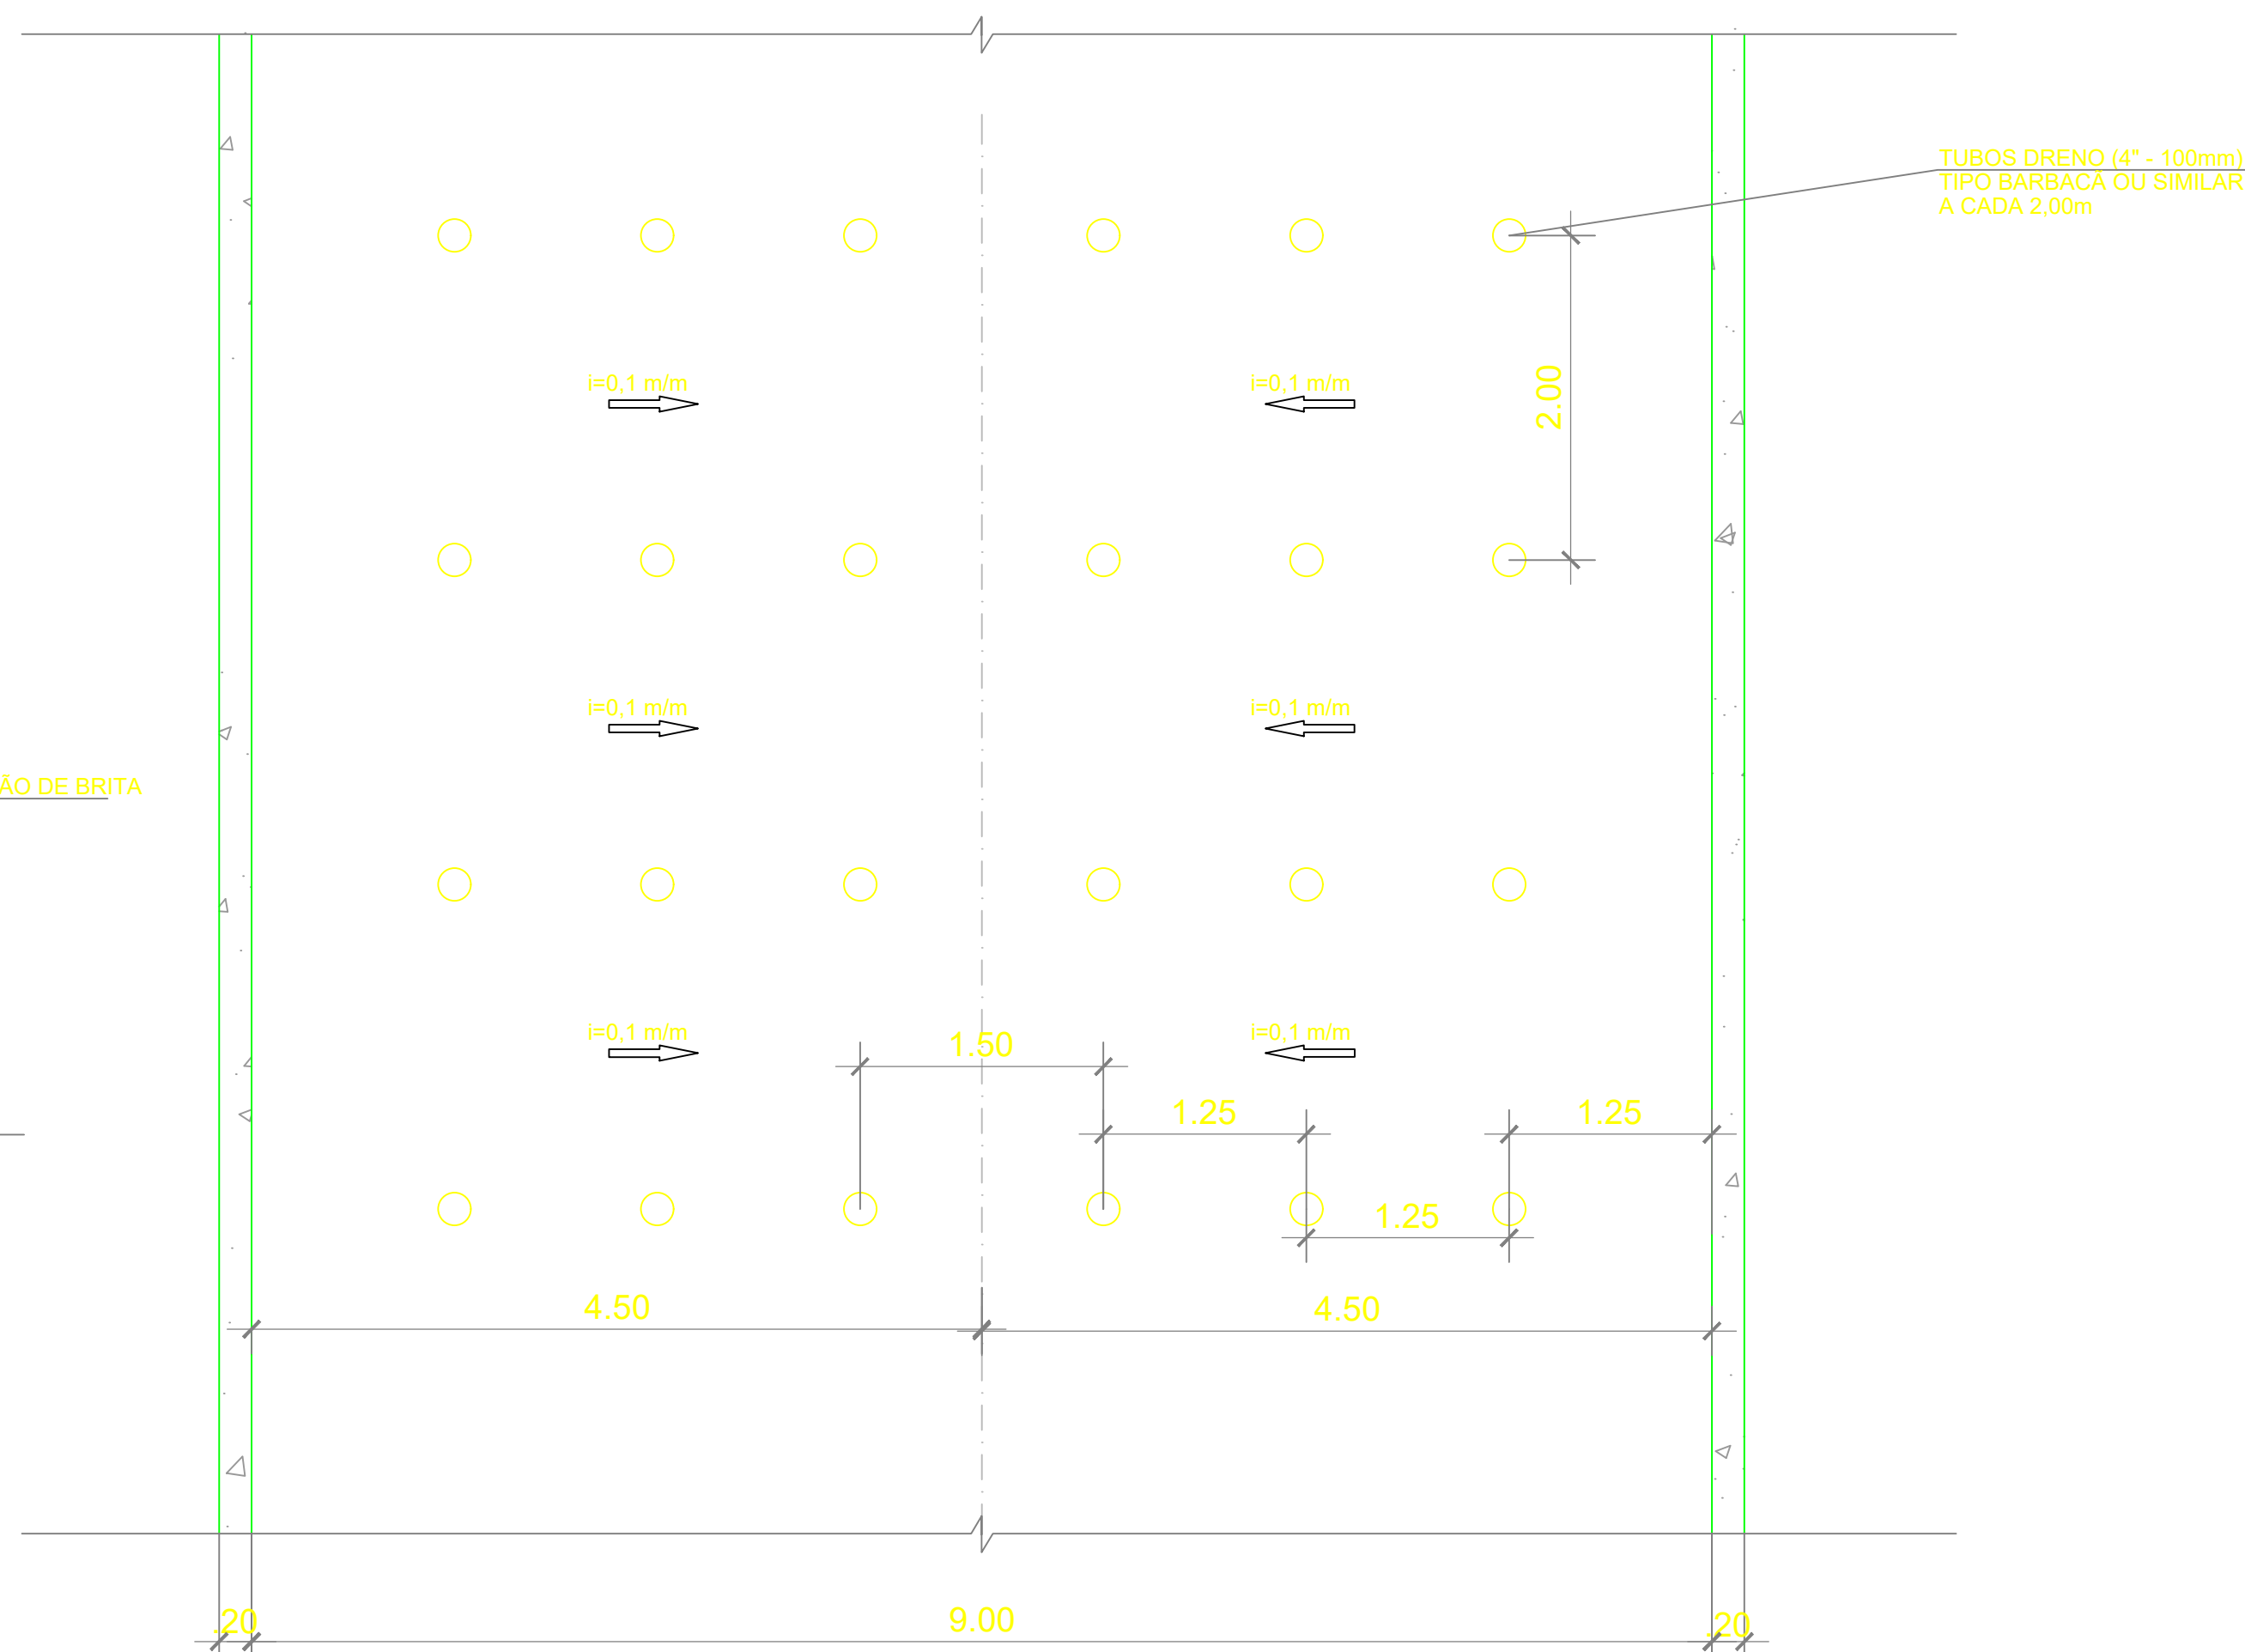 TUBOS DRENO (4" - 100mm)
TIPO BARBACÃ OU SIMILAR
A CADA 2,00m
i=0,1 m/m
i=0,1 m/m
2.00
i=0,1 m/m
i=0,1 m/m
ÃO DE BRITA
i=0,1 m/m
1.50
i=0,1 m/m
1.25
1.25
1.25
4.50
4.50
.20
9.00
.20